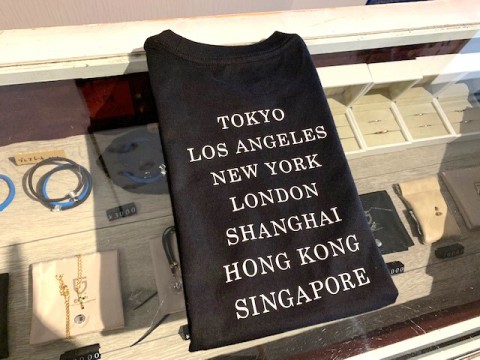 TOKYO
LOS ANGELES
NEW YORK
LONDON
SHANGHAI
HONG KONG
SINGAPORE